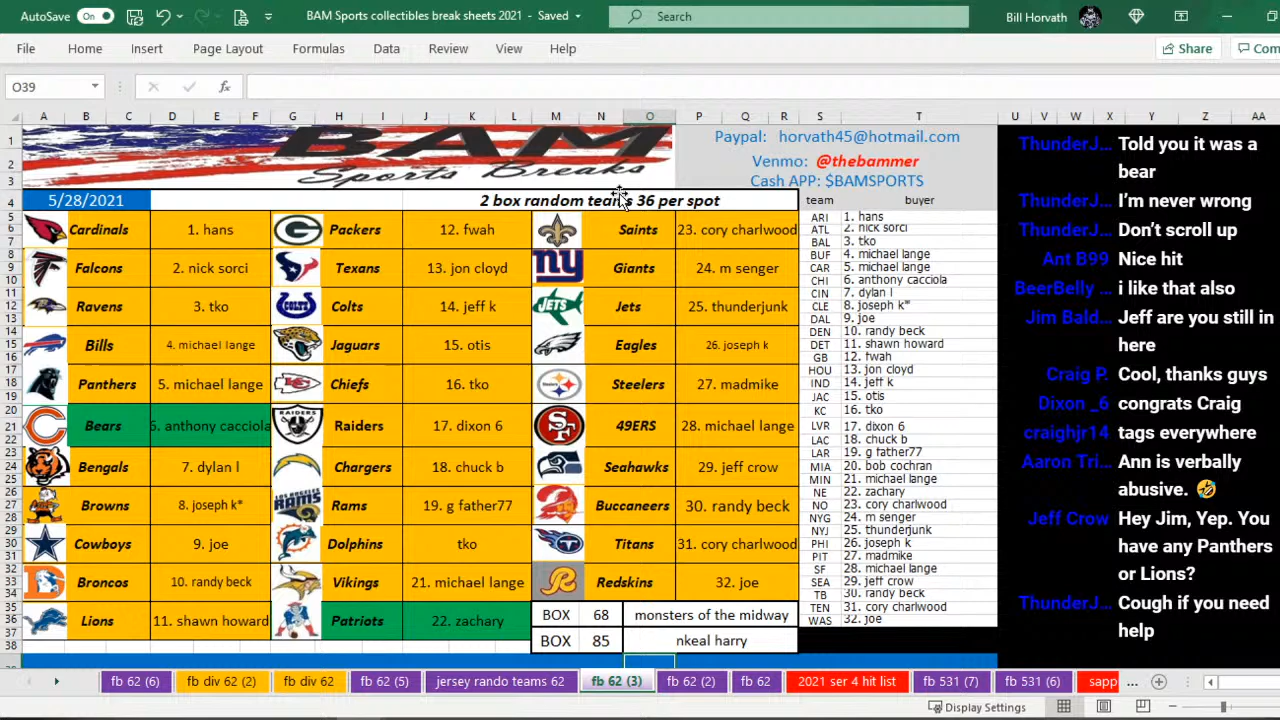 AutoSave On BAM Sports collectibles break sheets 2021 - Saved Search Bill Horvath
File Home Insert Page Layout Formulas Data Review View Help Share Com
O39 fx
A B C D E F G H I J K L M N O P Q R S T U V W X Y Z AA
BAM
Sports Breaks
Paypal: horvath45@hotmail.com
Venmo: @thebammer
Cash APP: $BAMSPORTS
5/28/2021 2 box random teams 36 per spot team buyer
Cardinals 1. hans Packers 12. fwah Saints 23. cory charlwood
Falcons 2. nick sorci Texans 13. jon cloyd Giants 24. m senger
Ravens 3. tko Colts 14. jeff k Jets 25. thunderjunk
Bills 4. michael lange Jaguars 15. otis Eagles 26. joseph k
Panthers 5. michael lange Chiefs 16. tko Steelers 27. madmike
Bears 6. anthony cacciola Raiders 17. dixon 6 49ERS 28. michael lange
Bengals 7. dylan l Chargers 18. chuck b Seahawks 29. jeff crow
Browns 8. joseph k* Rams 19. g father77 Buccaneers 30. randy beck
Cowboys 9. joe Dolphins tko Titans 31. cory charlwood
Broncos 10. randy beck Vikings 21. michael lange Redskins 32. joe
Lions 11. shawn howard Patriots 22. zachary
BOX 68 monsters of the midway
BOX 85 nkeal harry
ARI 1. hans
ATL 2. nick sorci
BAL 3. tko
BUF 4. michael lange
CAR 5. michael lange
CHI 6. anthony cacciola
CIN 7. dylan l
CLE 8. joseph k*
DAL 9. joe
DEN 10. randy beck
DET 11. shawn howard
GB 12. fwah
HOU 13. jon cloyd
IND 14. jeff k
JAC 15. otis
KC 16. tko
LVR 17. dixon 6
LAC 18. chuck b
LAR 19. g father77
MIA 20. bob cochran
MIN 21. michael lange
NE 22. zachary
NO 23. cory charlwood
NYG 24. m senger
NYJ 25. thunderjunk
PHI 26. joseph k
PIT 27. madmike
SF 28. michael lange
SEA 29. jeff crow
TB 30. randy beck
TEN 31. cory charlwood
WAS 32. joe
ThunderJ... Told you it was a
bear
ThunderJ... I’m never wrong
ThunderJ... Don’t scroll up
Ant B99 Nice hit
BeerBelly ... i like that also
Jim Bald... Jeff are you still in
here
Craig P. Cool, thanks guys
Dixon _6 congrats Craig
craighjr14 tags everywhere
Aaron Tri... Ann is verbally
abusive. 🤣
Jeff Crow Hey Jim, Yep. You
have any Panthers
or Lions?
ThunderJ... Cough if you need
help
fb 62 (6) fb div 62 (2) fb div 62 fb 62 (5) jersey rando teams 62 fb 62 (3) fb 62 (2) fb 62 2021 ser 4 hit list fb 531 (7) fb 531 (6) sapp ...
Display Settings